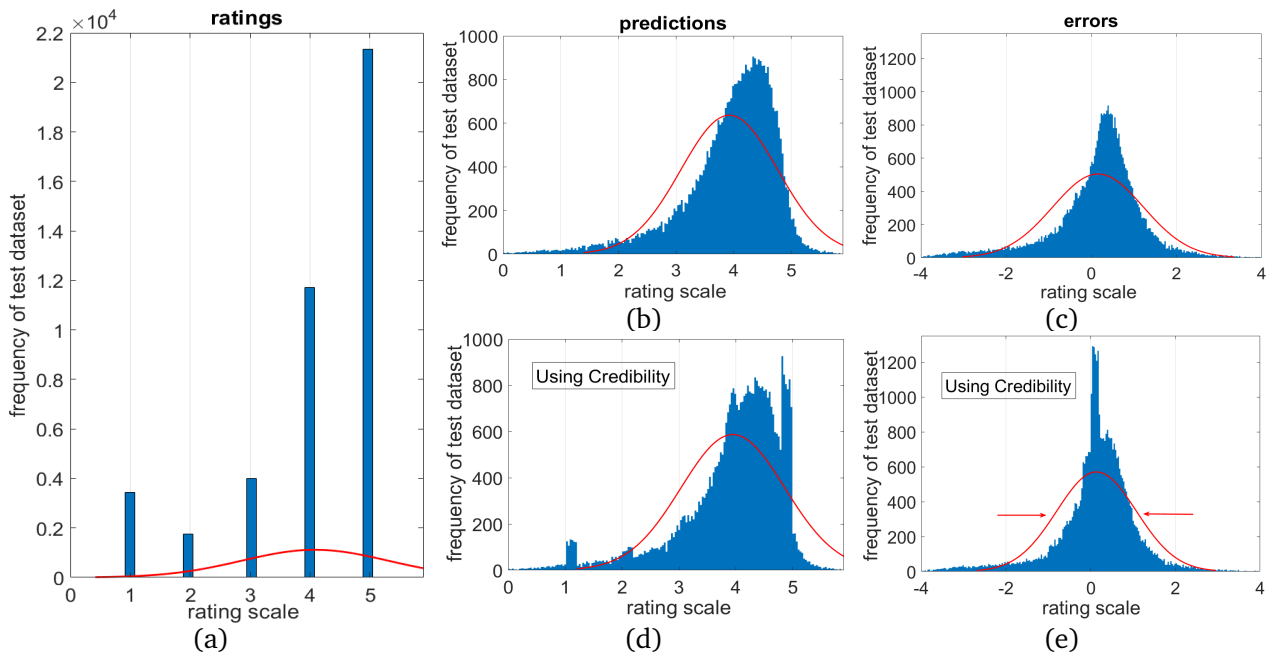 ratings
×10⁴
2.2
2
1.8
1.6
1.4
1.2
1
0.8
0.6
0.4
0.2
0
frequency of test dataset
0 1 2 3 4 5
rating scale
(a)
predictions
1000
800
600
400
200
0
frequency of test dataset
0 1 2 3 4 5
rating scale
(b)
errors
1200
1000
800
600
400
200
0
frequency of test dataset
-4 -2 0 2 4
rating scale
(c)
Using Credibility
1000
800
600
400
200
0
frequency of test dataset
0 1 2 3 4 5
rating scale
(d)
Using Credibility
1200
1000
800
600
400
200
0
frequency of test dataset
-4 -2 0 2 4
rating scale
(e)